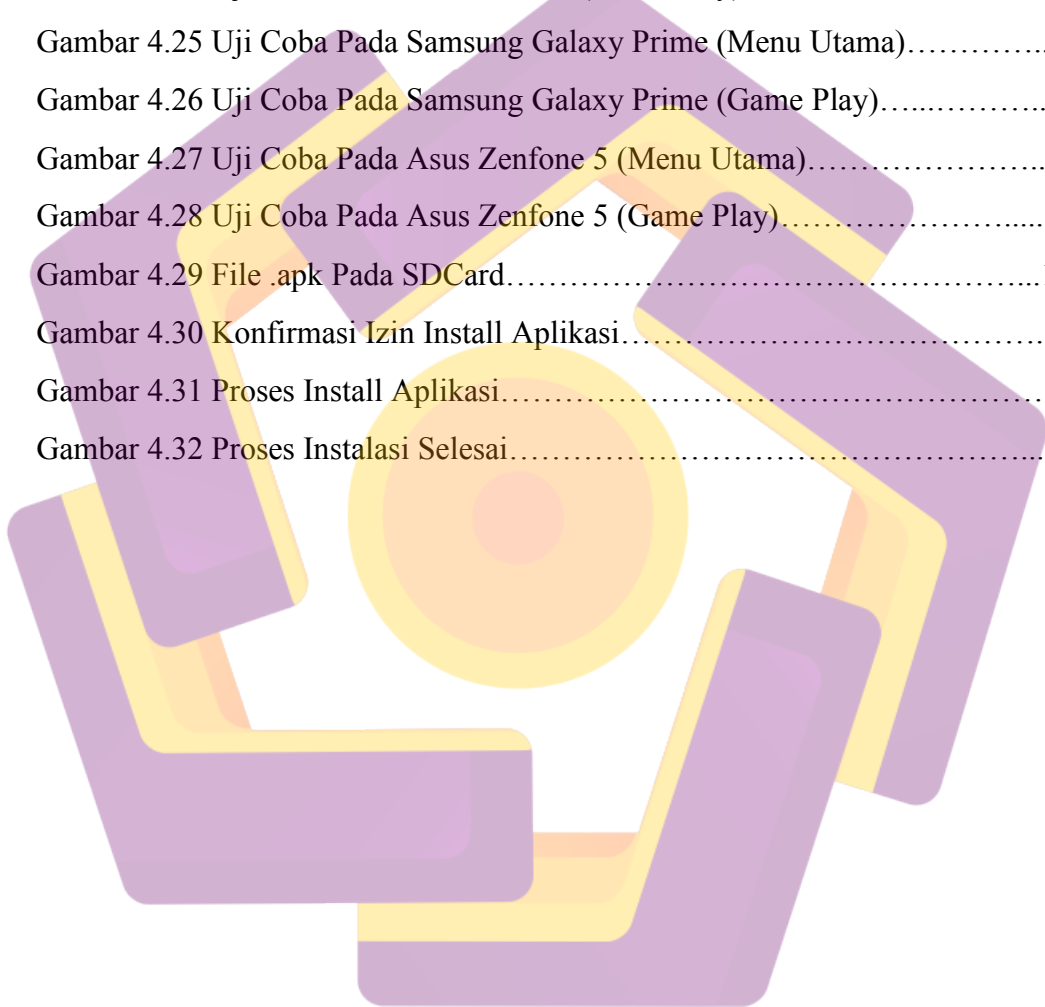 Gambar 4.25 Uji Coba Pada Samsung Galaxy Prime (Menu Utama)…………..
Gambar 4.26 Uji Coba Pada Samsung Galaxy Prime (Game Play)…...………...
Gambar 4.27 Uji Coba Pada Asus Zenfone 5 (Menu Utama)…………………...
Gambar 4.28 Uji Coba Pada Asus Zenfone 5 (Game Play)…………………......
Gambar 4.29 File .apk Pada SDCard……………………………………………...
Gambar 4.30 Konfirmasi Izin Install Aplikasi…………………………………….
Gambar 4.31 Proses Install Aplikasi………………………………………………
Gambar 4.32 Proses Instalasi Selesai……………………………………………...